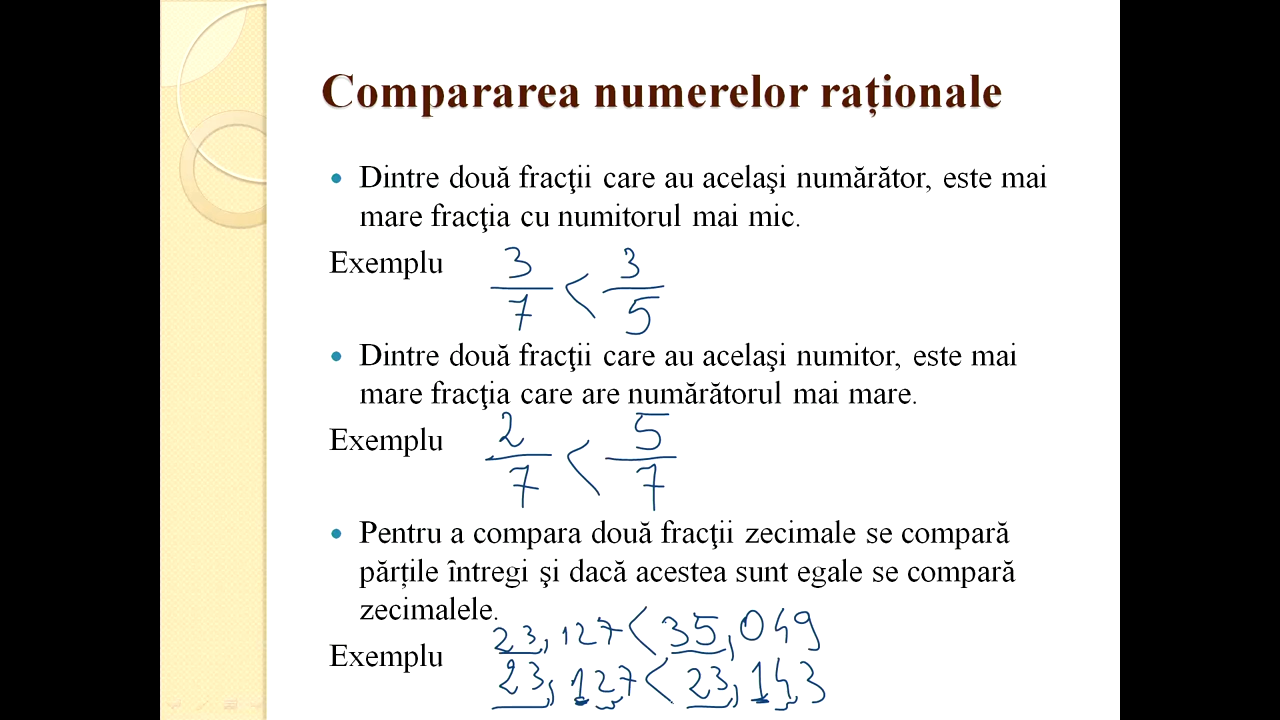 Compararea numerelor raționale
• Dintre două fracţii care au acelaşi numărător, este mai
mare fracţia cu numitorul mai mic.
Exemplu 3/7 < 3/5
• Dintre două fracţii care au acelaşi numitor, este mai
mare fracţia care are numărătorul mai mare.
Exemplu 2/7 < 5/7
• Pentru a compara două fracţii zecimale se compară
părțile întregi şi dacă acestea sunt egale se compară
zecimalele.
23,127 < 35,049
Exemplu 23,127 < 23,143